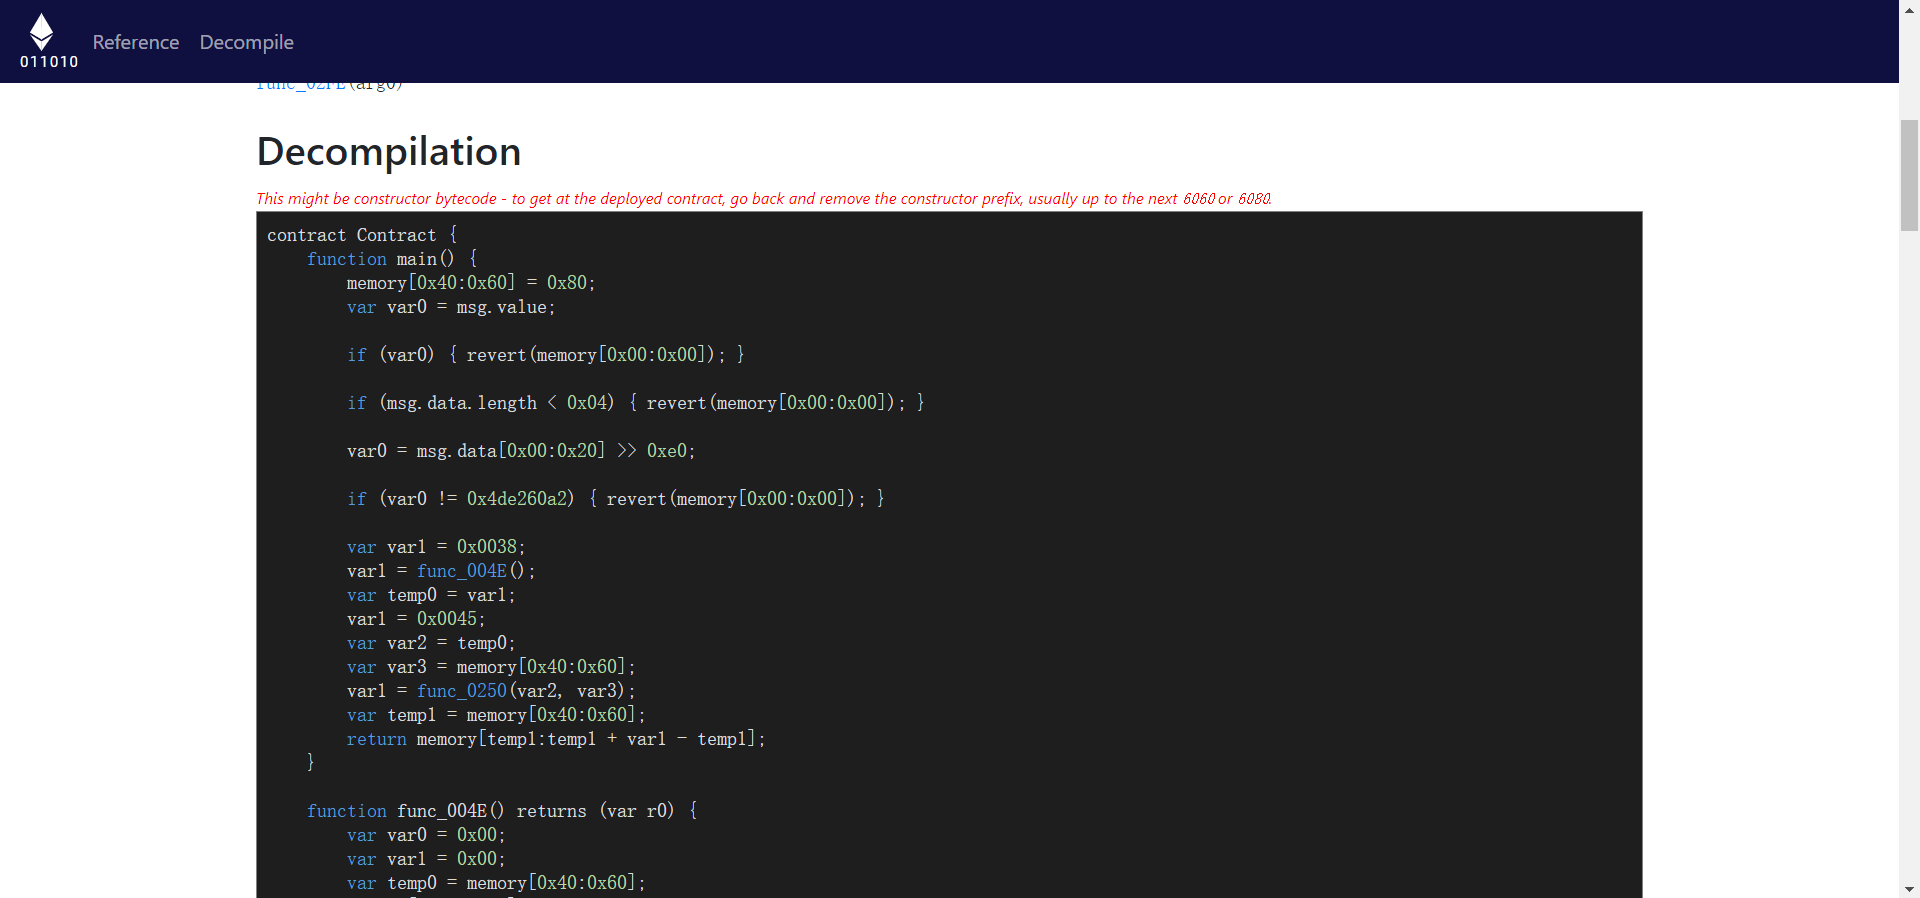 Reference Decompile
011010
func_02FE(arg0)
Decompilation
This might be constructor bytecode - to get at the deployed contract, go back and remove the constructor prefix, usually up to the next 6060 or 6080.
contract Contract {
    function main() {
        memory[0x40:0x60] = 0x80;
        var var0 = msg.value;
        if (var0) { revert(memory[0x00:0x00]); }
        if (msg.data.length < 0x04) { revert(memory[0x00:0x00]); }
        var0 = msg.data[0x00:0x20] >> 0xe0;
        if (var0 != 0x4de260a2) { revert(memory[0x00:0x00]); }
        var var1 = 0x0038;
        var1 = func_004E();
        var temp0 = var1;
        var1 = 0x0045;
        var var2 = temp0;
        var var3 = memory[0x40:0x60];
        var1 = func_0250(var2, var3);
        var temp1 = memory[0x40:0x60];
        return memory[temp1:temp1 + var1 - temp1];
    }
    function func_004E() returns (var r0) {
        var var0 = 0x00;
        var var1 = 0x00;
        var temp0 = memory[0x40:0x60];